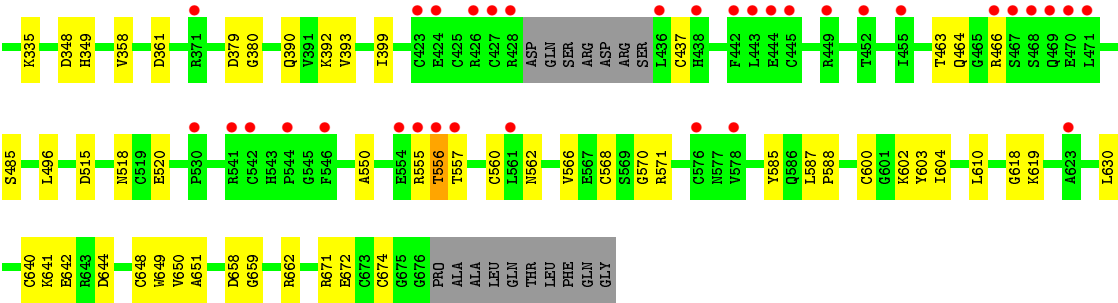 K335 D348 H349 V358 D361 R371 D379 G380 Q390 V391 K392 V393 I399 C423 E424 C425 R426 C427 R428 ASP GLN SER ARG ASP ARG SER L436 C437 H438 F442 L443 E444 C445 R449 T452 I455 T463 Q464 G465 R466 S467 S468 Q469 E470 L471
S485 L496 D515 N518 C519 E520 P530 R541 C542 H543 P544 G545 F546 A550 E554 R555 T556 T557 C560 L561 N562 V566 E567 C568 S569 G570 R571 C576 N577 V578 Y585 Q586 L587 P588 C600 G601 K602 Y603 I604 L610 G618 K619 A623 L630
C640 K641 E642 R643 D644 C648 W649 V650 A651 D658 G659 R662 R671 E672 C673 C674 G675 G676 PRO ALA ALA LEU GLN THR LEU PHE GLN GLY